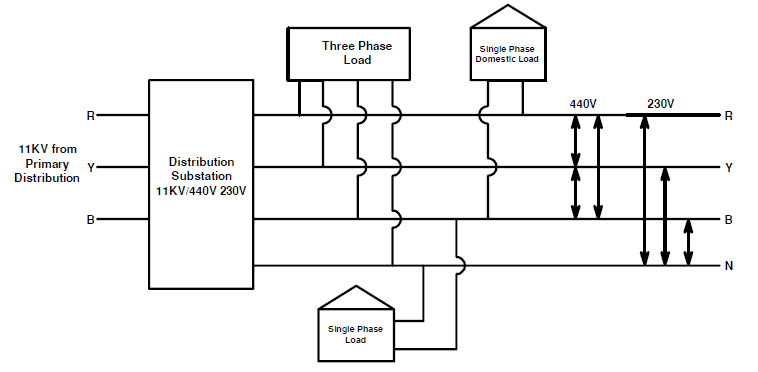 Three Phase
Load
Single Phase
Domestic Load
440V
230V
R
R
11KV from
Primary
Distribution
Y
Distribution
Substation
11KV/440V 230V
Y
B
B
N
Single Phase
Load